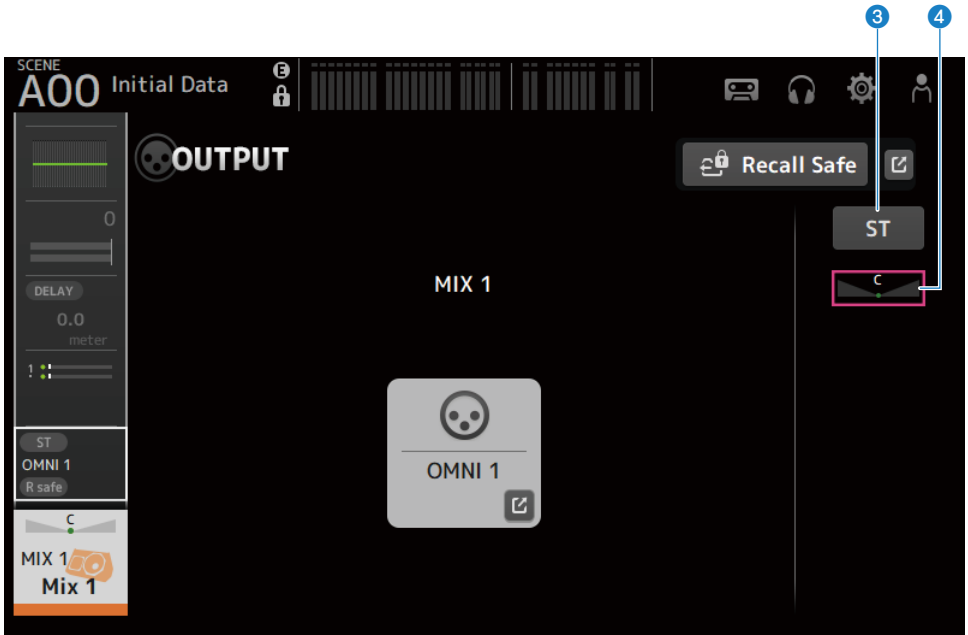 3 4
SCENE
A00 Initial Data E
OUTPUT
Recall Safe
0
ST
C
DELAY
MIX 1
0.0
meter
!
ST
OMNI 1
R safe
OMNI 1
C
MIX 1
Mix 1